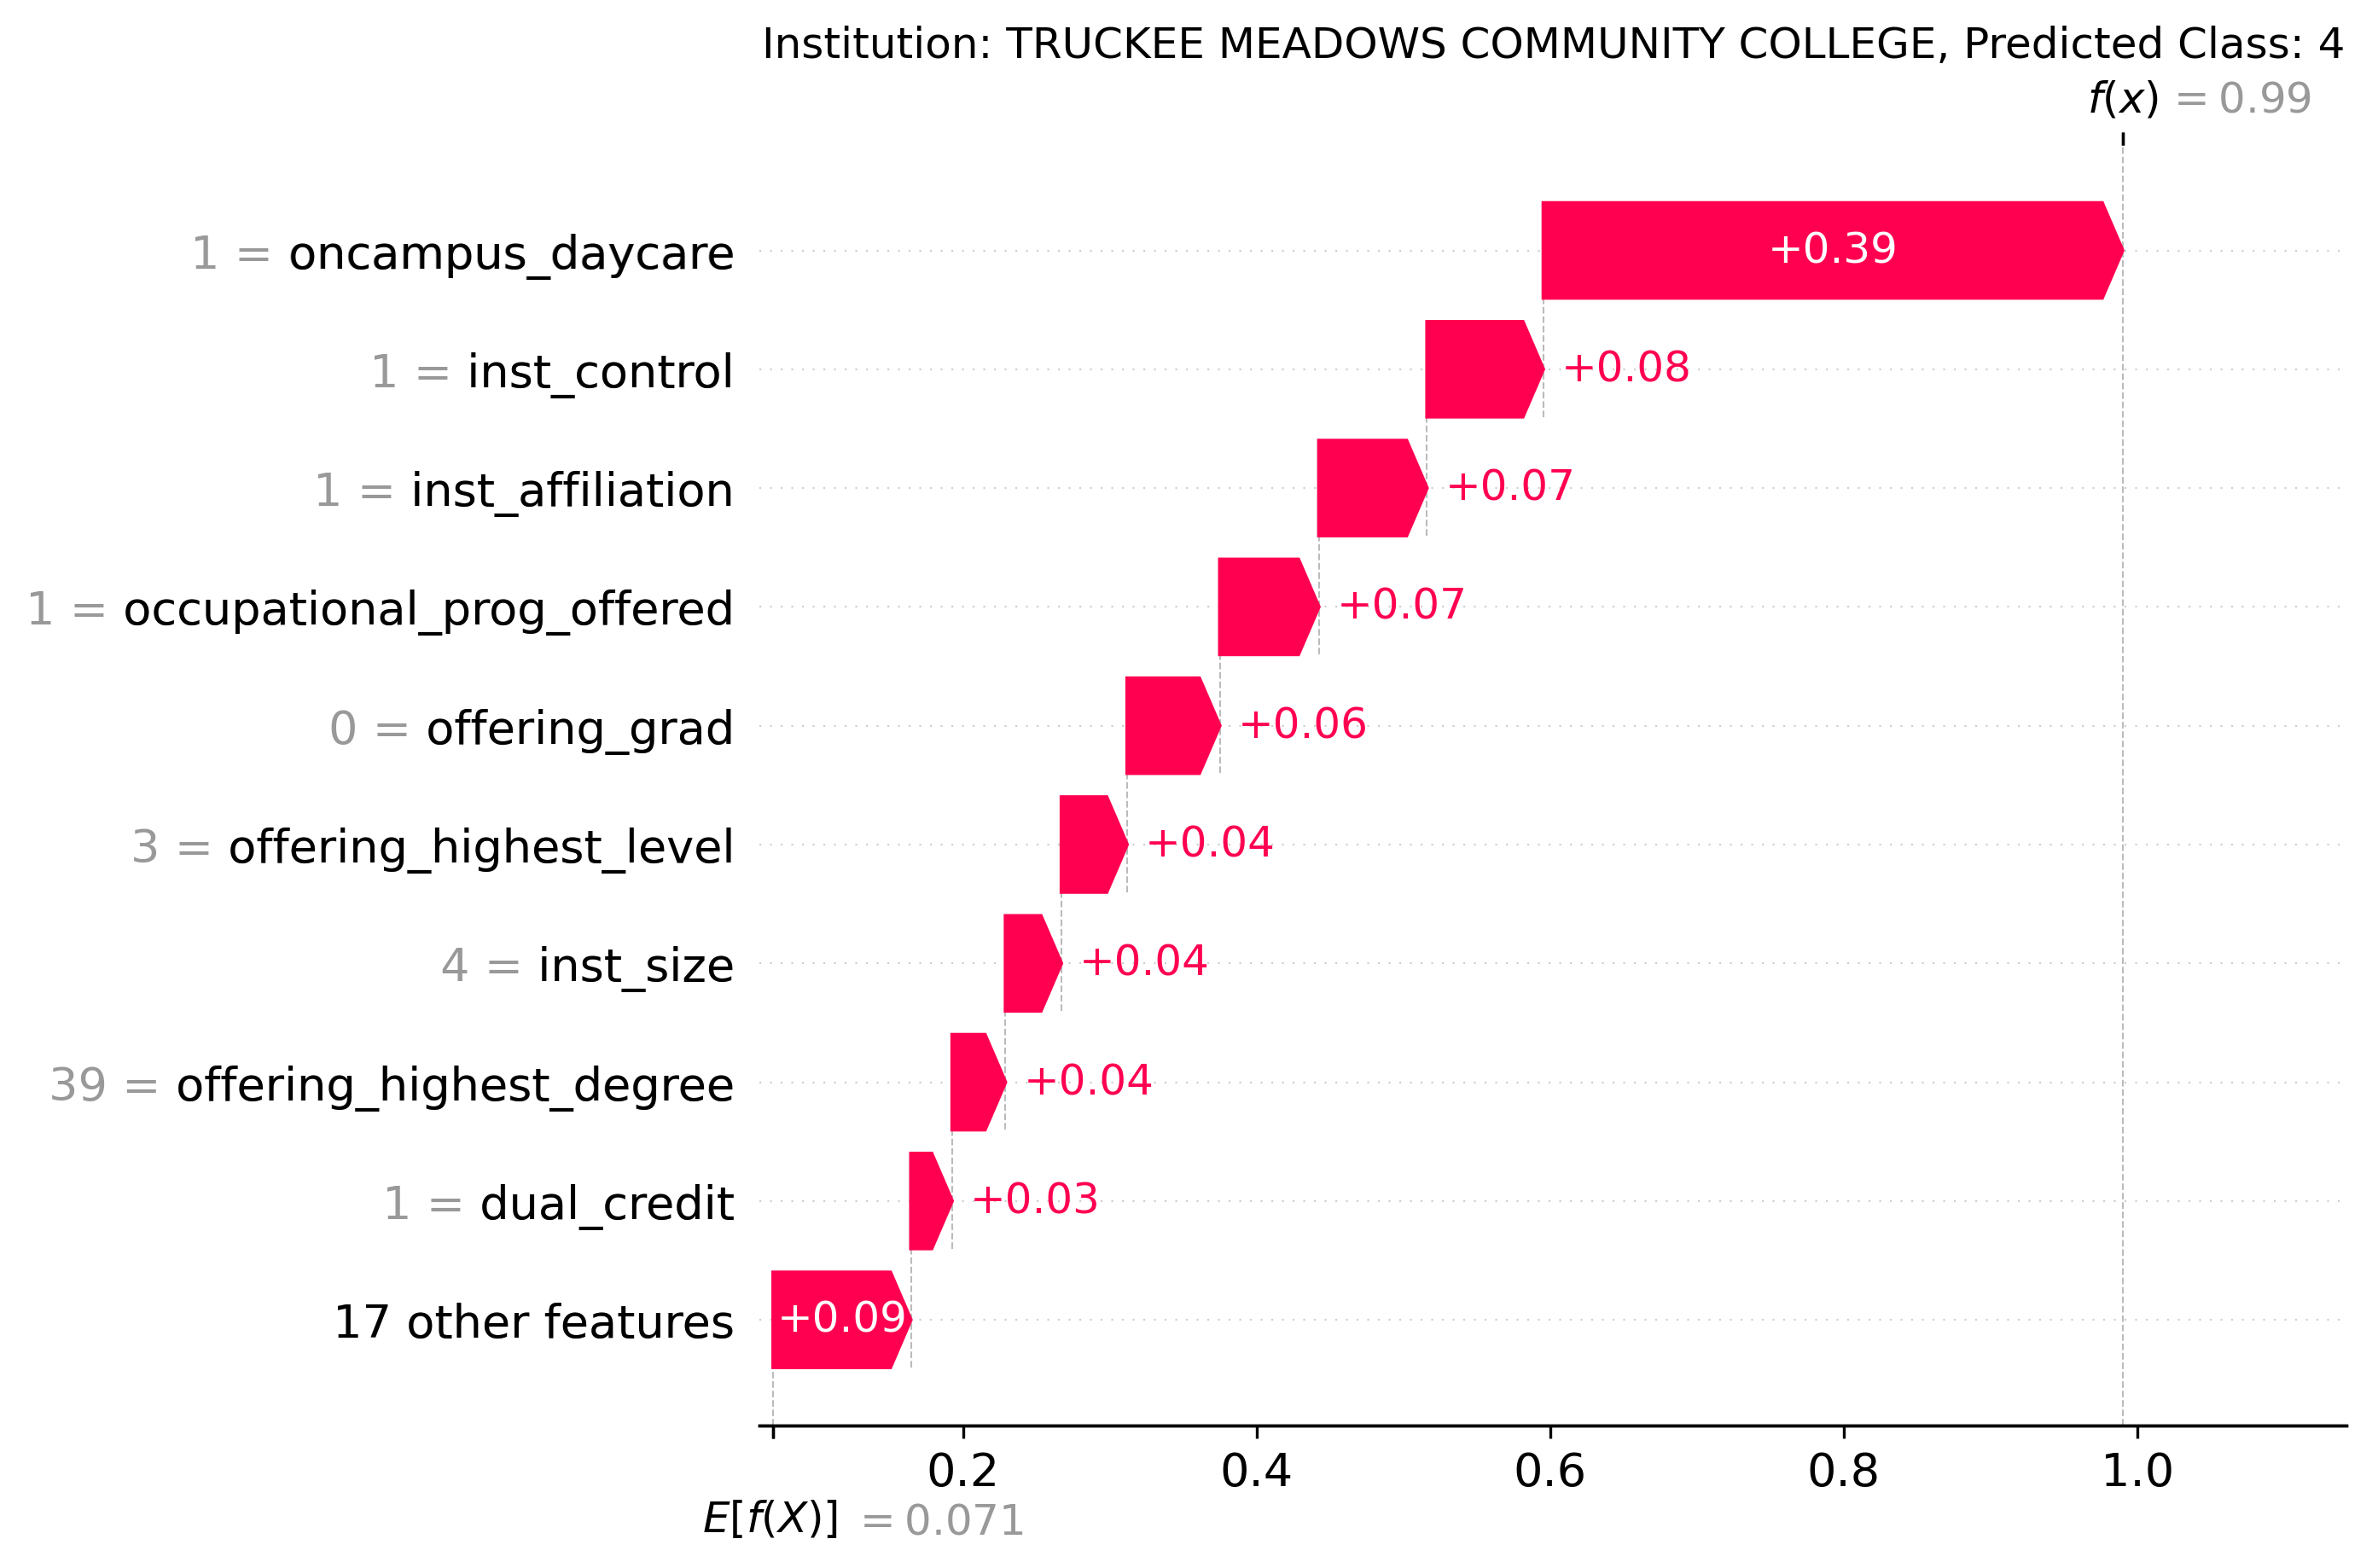 Institution: TRUCKEE MEADOWS COMMUNITY COLLEGE, Predicted Class: 4
f(x) = 0.99
1 = oncampus_daycare +0.39
1 = inst_control +0.08
1 = inst_affiliation +0.07
1 = occupational_prog_offered +0.07
0 = offering_grad +0.06
3 = offering_highest_level +0.04
4 = inst_size +0.04
39 = offering_highest_degree +0.04
1 = dual_credit +0.03
17 other features +0.09
0.2 0.4 0.6 0.8 1.0
E[f(X)] = 0.071